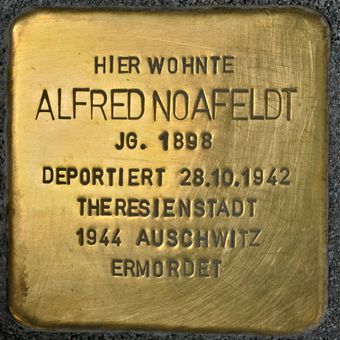 HIER WOHNTE
ALFRED NOAFELDT
JG. 1898
DEPORTIERT 28.10.1942
THERESIENSTADT
1944 AUSCHWITZ
ERMORDET